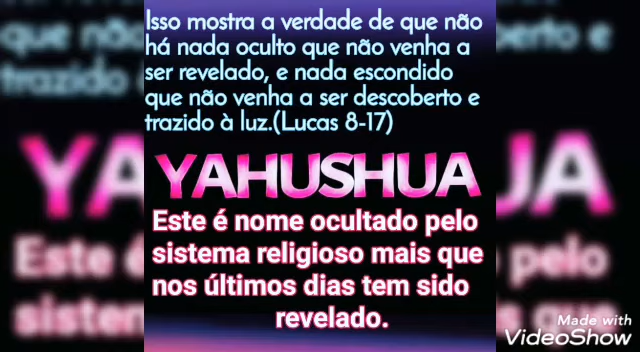 Isso mostra a verdade de que não
há nada oculto que não venha a
ser revelado, e nada escondido
que não venha a ser descoberto e
trazido à luz.(Lucas 8-17)
YAHUSHUA
Este é nome ocultado pelo
sistema religioso mais que
nos últimos dias tem sido
revelado.
Made with
VideoShow